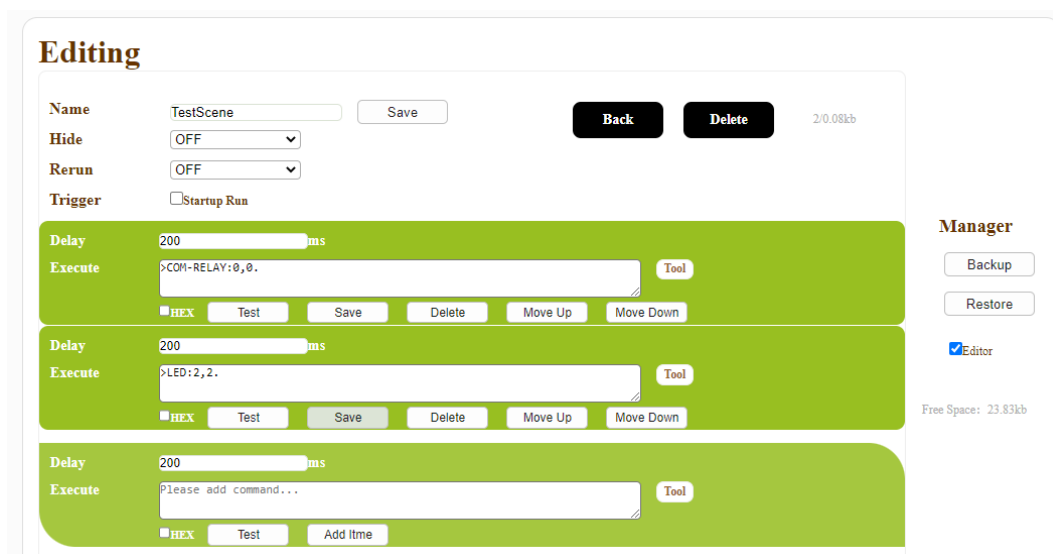 Editing
Name TestScene Save Back Delete 2/0.08kb
Hide OFF
Rerun OFF
Trigger Startup Run
Delay 200 ms
Execute >COM-RELAY:0,0. Tool
HEX Test Save Delete Move Up Move Down
Delay 200 ms
Execute >LED:2,2. Tool
HEX Test Save Delete Move Up Move Down
Delay 200 ms
Execute Please add command... Tool
HEX Test Add Itme
Manager
Backup
Restore
Editor
Free Space: 23.83kb